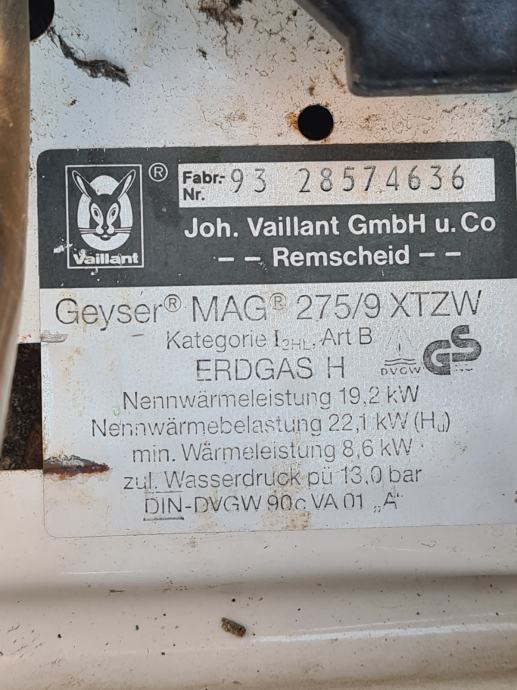 Fabr.-Nr. 93 28574636
Vaillant ®
Joh. Vaillant GmbH u. Co
– – Remscheid – –
Geyser® MAG® 275/9 XTZW
Kategorie I2HL, Art B
ERDGAS H
DVGW GS
Nennwärmeleistung 19,2 kW
Nennwärmebelastung 22,1 kW (Hu)
min. Wärmeleistung 8,6 kW
zul. Wasserdruck pü 13,0 bar
DIN-DVGW 90c VA 01 „A"